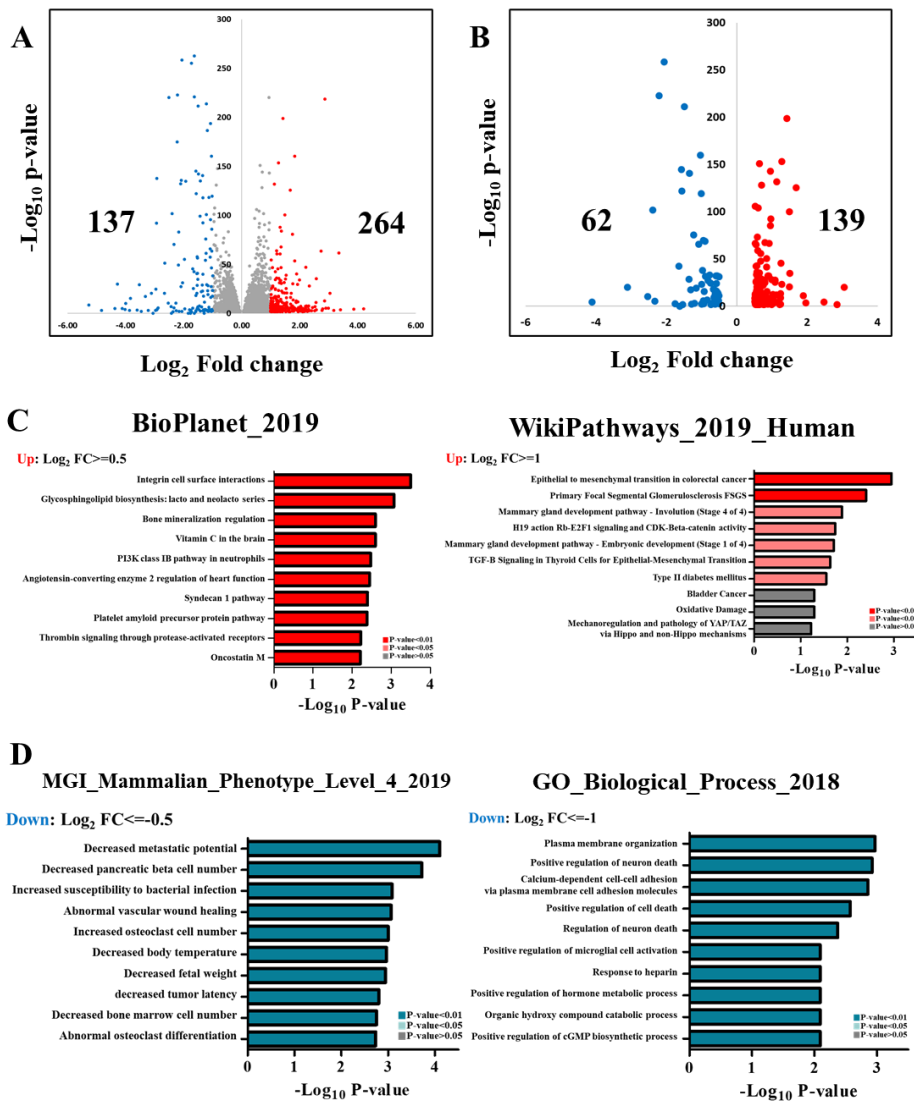 A
300
250
200
150
100
50
0
-6.00
-4.00
-2.00
0.00
2.00
4.00
6.00
137
264
-Log10 p-value
Log2 Fold change
B
300
250
200
150
100
50
0
-6
-4
-2
0
2
4
62
139
-Log10 p-value
Log2 Fold change
C
BioPlanet_2019
Up: Log2 FC>=0.5
Integrin cell surface interactions
Glycosphingolipid biosynthesis: lacto and neolacto series
Bone mineralization regulation
Vitamin C in the brain
PI3K class IB pathway in neutrophils
Angiotensin-converting enzyme 2 regulation of heart function
Syndecan 1 pathway
Platelet amyloid precursor protein pathway
Thrombin signaling through protease-activated receptors
Oncostatin M
P-value<0.01
P-value<0.05
P-value>0.05
0
1
2
3
4
-Log10 P-value
WikiPathways_2019_Human
Up: Log2 FC>=1
Epithelial to mesenchymal transition in colorectal cancer
Primary Focal Segmental Glomerulosclerosis FSGS
Mammary gland development pathway - Involution (Stage 4 of 4)
H19 action Rb-E2F1 signaling and CDK-Beta-catenin activity
Mammary gland development pathway - Embryonic development (Stage 1 of 4)
TGF-B Signaling in Thyroid Cells for Epithelial-Mesenchymal Transition
Type II diabetes mellitus
Bladder Cancer
Oxidative Damage
Mechanoregulation and pathology of YAP/TAZ
via Hippo and non-Hippo mechanisms
P-value<0.0
P-value<0.0
P-value>0.0
0
1
2
3
-Log10 P-value
D
MGI_Mammalian_Phenotype_Level_4_2019
Down: Log2 FC<=-0.5
Decreased metastatic potential
Decreased pancreatic beta cell number
Increased susceptibility to bacterial infection
Abnormal vascular wound healing
Increased osteoclast cell number
Decreased body temperature
Decreased fetal weight
decreased tumor latency
Decreased bone marrow cell number
Abnormal osteoclast differentiation
P-value<0.01
P-value<0.05
P-value>0.05
0
1
2
3
4
-Log10 P-value
GO_Biological_Process_2018
Down: Log2 FC<=-1
Plasma membrane organization
Positive regulation of neuron death
Calcium-dependent cell-cell adhesion
via plasma membrane cell adhesion molecules
Positive regulation of cell death
Regulation of neuron death
Positive regulation of microglial cell activation
Response to heparin
Positive regulation of hormone metabolic process
Organic hydroxy compound catabolic process
Positive regulation of cGMP biosynthetic process
P-value<0.01
P-value<0.05
P-value>0.05
0
1
2
3
-Log10 P-value